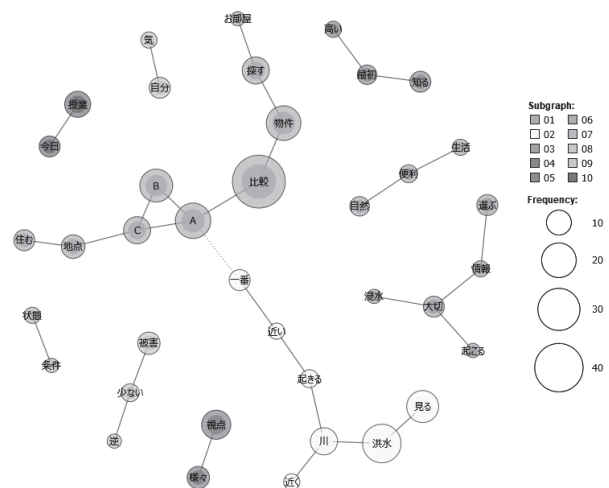 お部屋
高い
気
探す
最初
知る
自分
授業
物件
Subgraph:
01 06
02 07
03 08
04 09
05 10
今日
生活
便利
B
比較
自然
選ぶ
Frequency:
A
10
C
住む
地点
20
情報
一番
浸水
大切
30
状態
近い
被害
起こる
条件
起きる
40
少ない
見る
視点
逆
川
洪水
様々
近く